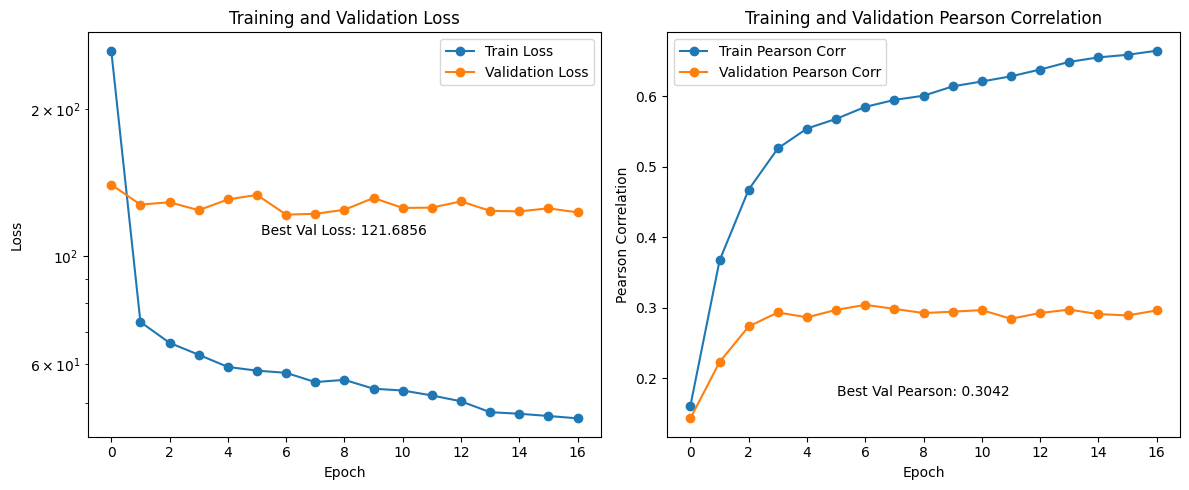 Training and Validation Loss
Train Loss
Validation Loss
2 × 10²
10²
6 × 10¹
Loss
Best Val Loss: 121.6856
0 2 4 6 8 10 12 14 16
Epoch
Training and Validation Pearson Correlation
Train Pearson Corr
Validation Pearson Corr
0.6
0.5
0.4
0.3
0.2
Pearson Correlation
Best Val Pearson: 0.3042
0 2 4 6 8 10 12 14 16
Epoch